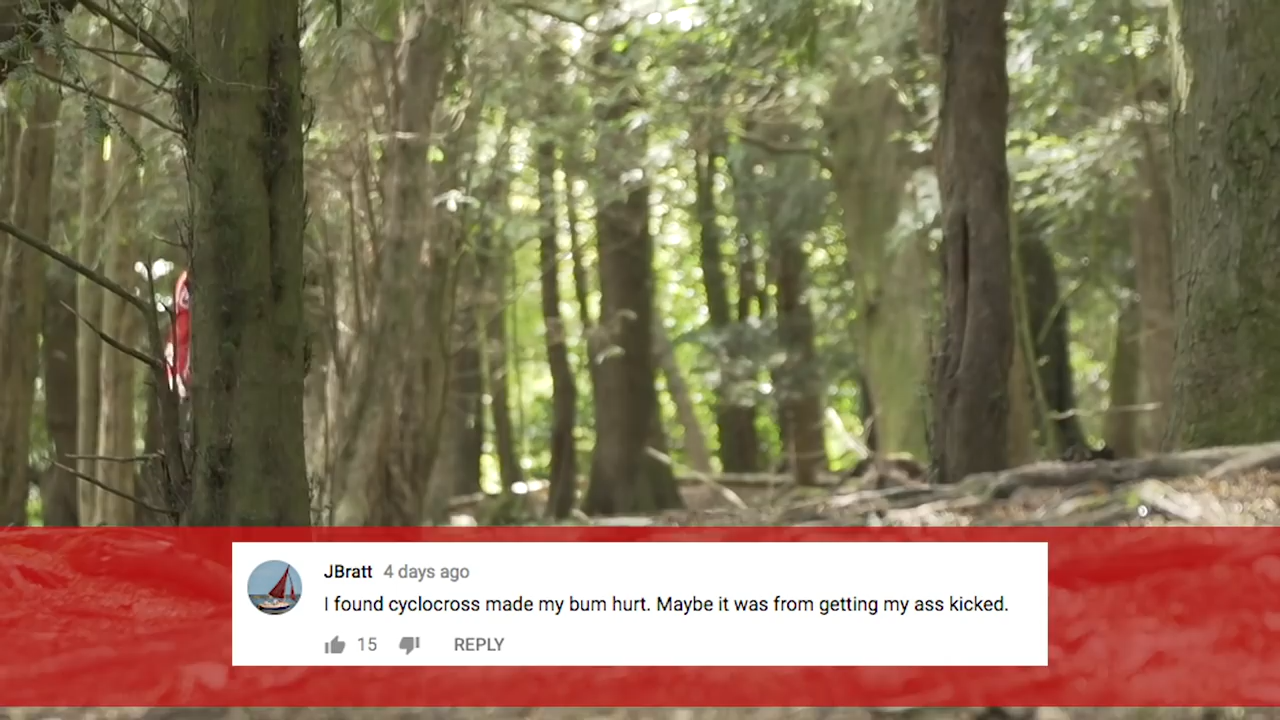 JBratt 4 days ago
I found cyclocross made my bum hurt. Maybe it was from getting my ass kicked.
15 REPLY